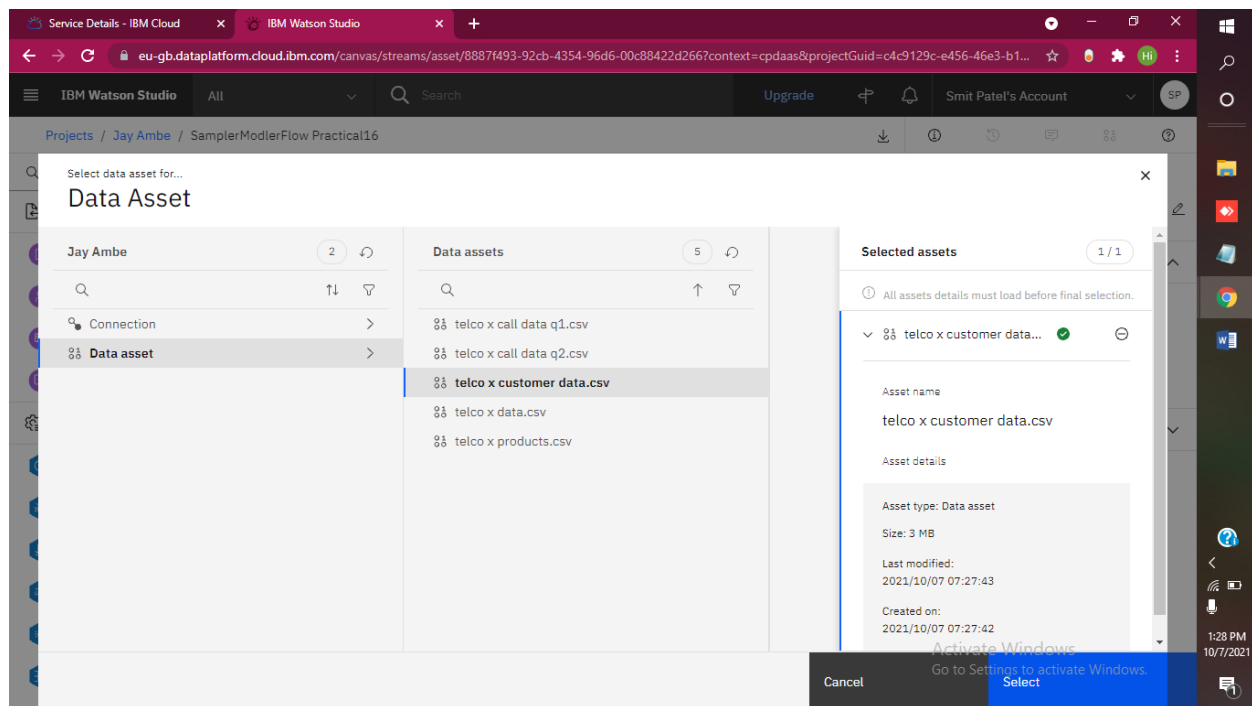 Service Details - IBM Cloud
IBM Watson Studio
eu-gb.dataplatform.cloud.ibm.com/canvas/streams/asset/8887f493-92cb-4354-96d6-00c88422d266?context=cpdaas&projectGuid=c4c9129c-e456-46e3-b1...
Hi
IBM Watson Studio
All
Search
Upgrade
Smit Patel's Account
SP
Projects / Jay Ambe / SamplerModlerFlow Practical16
Select data asset for...
Data Asset
Jay Ambe
2
Data assets
5
Selected assets
1/1
All assets details must load before final selection.
Connection
Data asset
telco x call data q1.csv
telco x call data q2.csv
telco x customer data.csv
telco x data.csv
telco x products.csv
telco x customer data...
Asset name
telco x customer data.csv
Asset details
Asset type: Data asset
Size: 3 MB
Last modified:
2021/10/07 07:27:43
Created on:
2021/10/07 07:27:42
Activate Windows
Go to Settings to activate Windows.
Cancel
Select
1:28 PM
10/7/2021
1